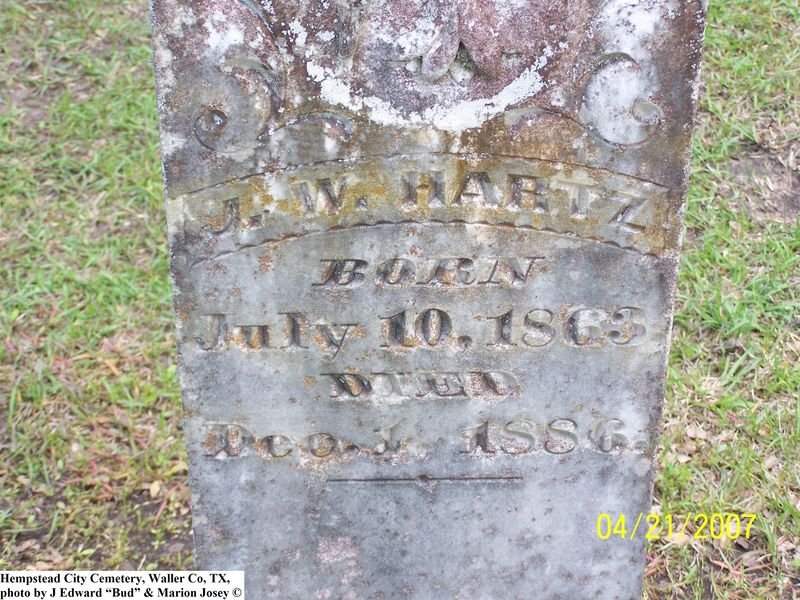 J. W. HARTZ
BORN
July 10. 1863.
DIED
Dec. 1. 1886.
04/21/2007
Hempstead City Cemetery, Waller Co, TX,
photo by J Edward “Bud” & Marion Josey ©